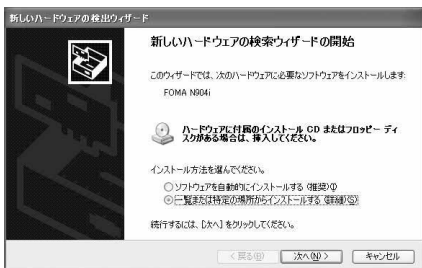 新しいハードウェアの検出ウィザード
新しいハードウェアの検索ウィザードの開始
このウィザードでは、次のハードウェアに必要なソフトウェアをインストールします:
FOMA N904i
ハードウェアに付属のインストール CD またはフロッピー ディ
スクがある場合は、挿入してください。
インストール方法を選んでください。
ソフトウェアを自動的にインストールする (推奨)(I)
一覧または特定の場所からインストールする (詳細)(S)
続行するには、[次へ] をクリックしてください。
< 戻る(B) 次へ(N) > キャンセル